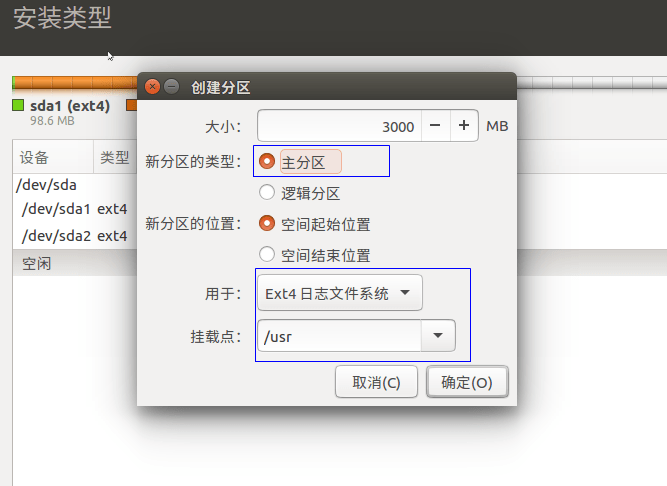 安装类型
创建分区
sda1 (ext4)
98.6 MB
大小： 3000 MB
设备 类型
新分区的类型： 主分区
/dev/sda
逻辑分区
/dev/sda1 ext4
新分区的位置： 空间起始位置
/dev/sda2 ext4
空间结束位置
空闲
用于： Ext4 日志文件系统
挂载点： /usr
取消(C) 确定(O)